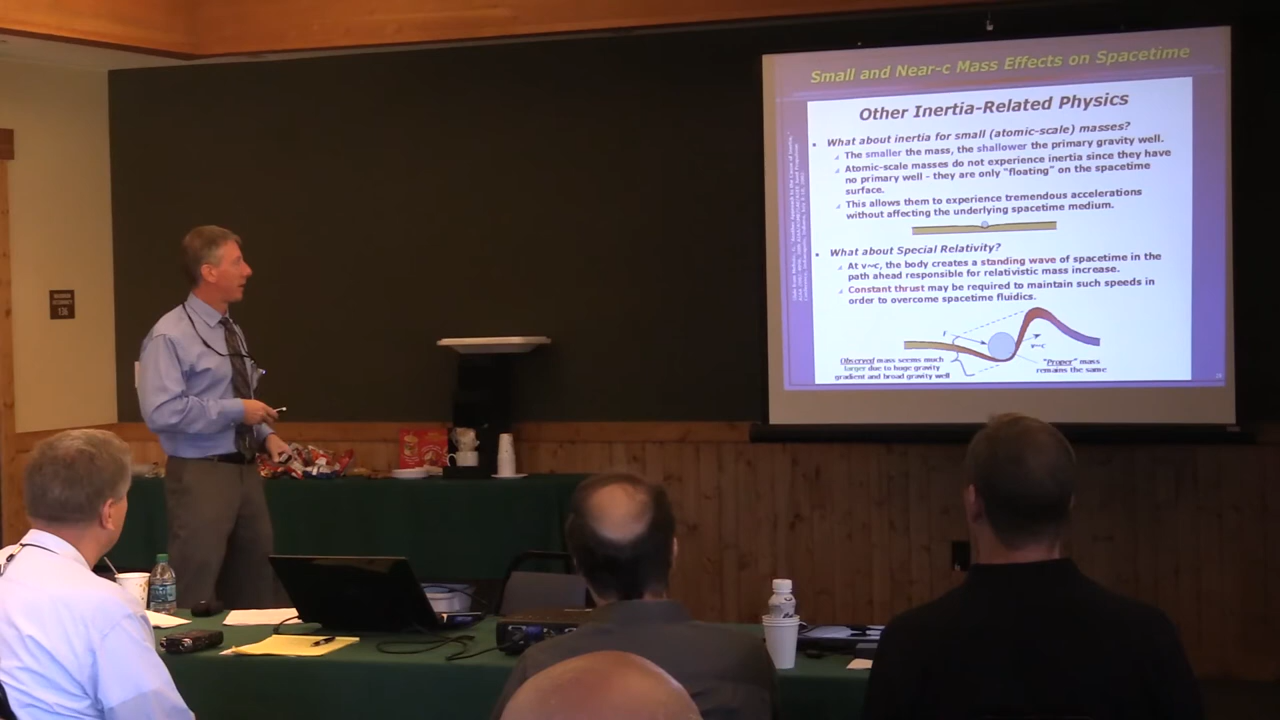 Small and Near-c Mass Effects on Spacetime
Other Inertia-Related Physics
What about inertia for small (atomic-scale) masses?
The smaller the mass, the shallower the primary gravity well.
Atomic-scale masses do not experience inertia since they have
no primary well - they are only "floating" on the spacetime
surface.
This allows them to experience tremendous accelerations
without affecting the underlying spacetime medium.
What about Special Relativity?
At v~c, the body creates a standing wave of spacetime in the
path ahead responsible for relativistic mass increase.
Constant thrust may be required to maintain such speeds in
order to overcome spacetime fluidics.
v~c
Observed mass seems much
larger due to huge gravity
gradient and broad gravity well
"Proper" mass
remains the same
MAXIMUM
OCCUPANCY
136